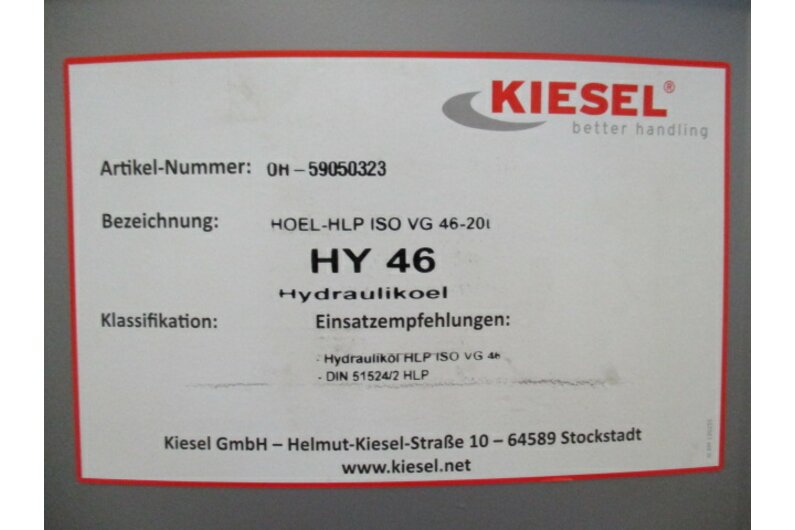 KIESEL®
better handling
Artikel-Nummer: OH-59050323
Bezeichnung: HOEL-HLP ISO VG 46-20l
HY 46
Hydraulikoel
Klassifikation: Einsatzempfehlungen:
- Hydrauliköl HLP ISO VG 46
- DIN 51524/2 HLP
Kiesel GmbH – Helmut-Kiesel-Straße 10 – 64589 Stockstadt
www.kiesel.net